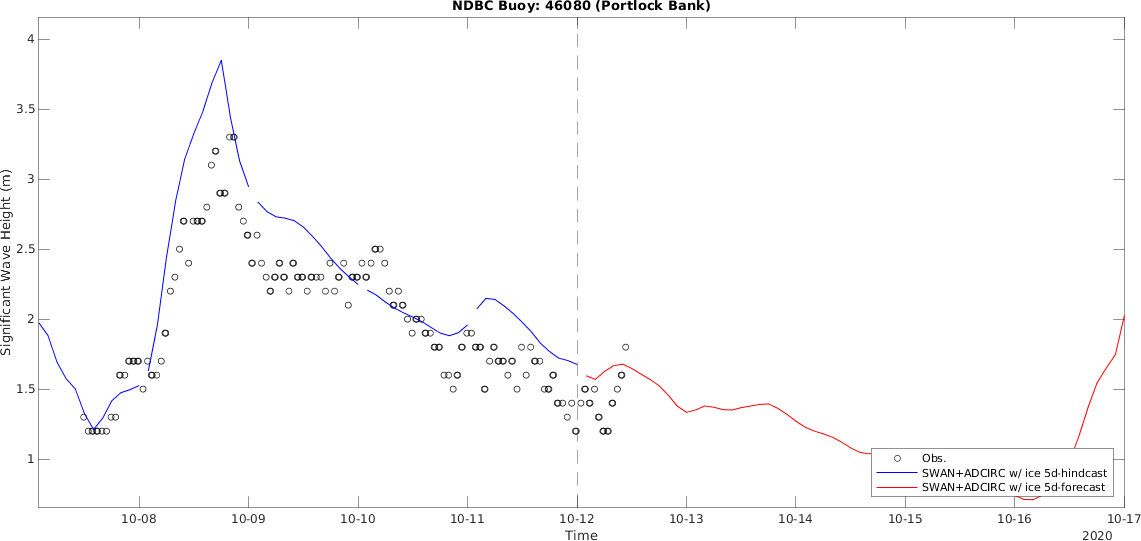 NDBC Buoy: 46080 (Portlock Bank)
4
3.5
3
2.5
2
1.5
1
Significant Wave Height (m)
Obs.
SWAN+ADCIRC w/ ice 5d-hindcast
SWAN+ADCIRC w/ ice 5d-forecast
10-08 10-09 10-10 10-11 10-12 10-13 10-14 10-15 10-16 10-17
Time
2020